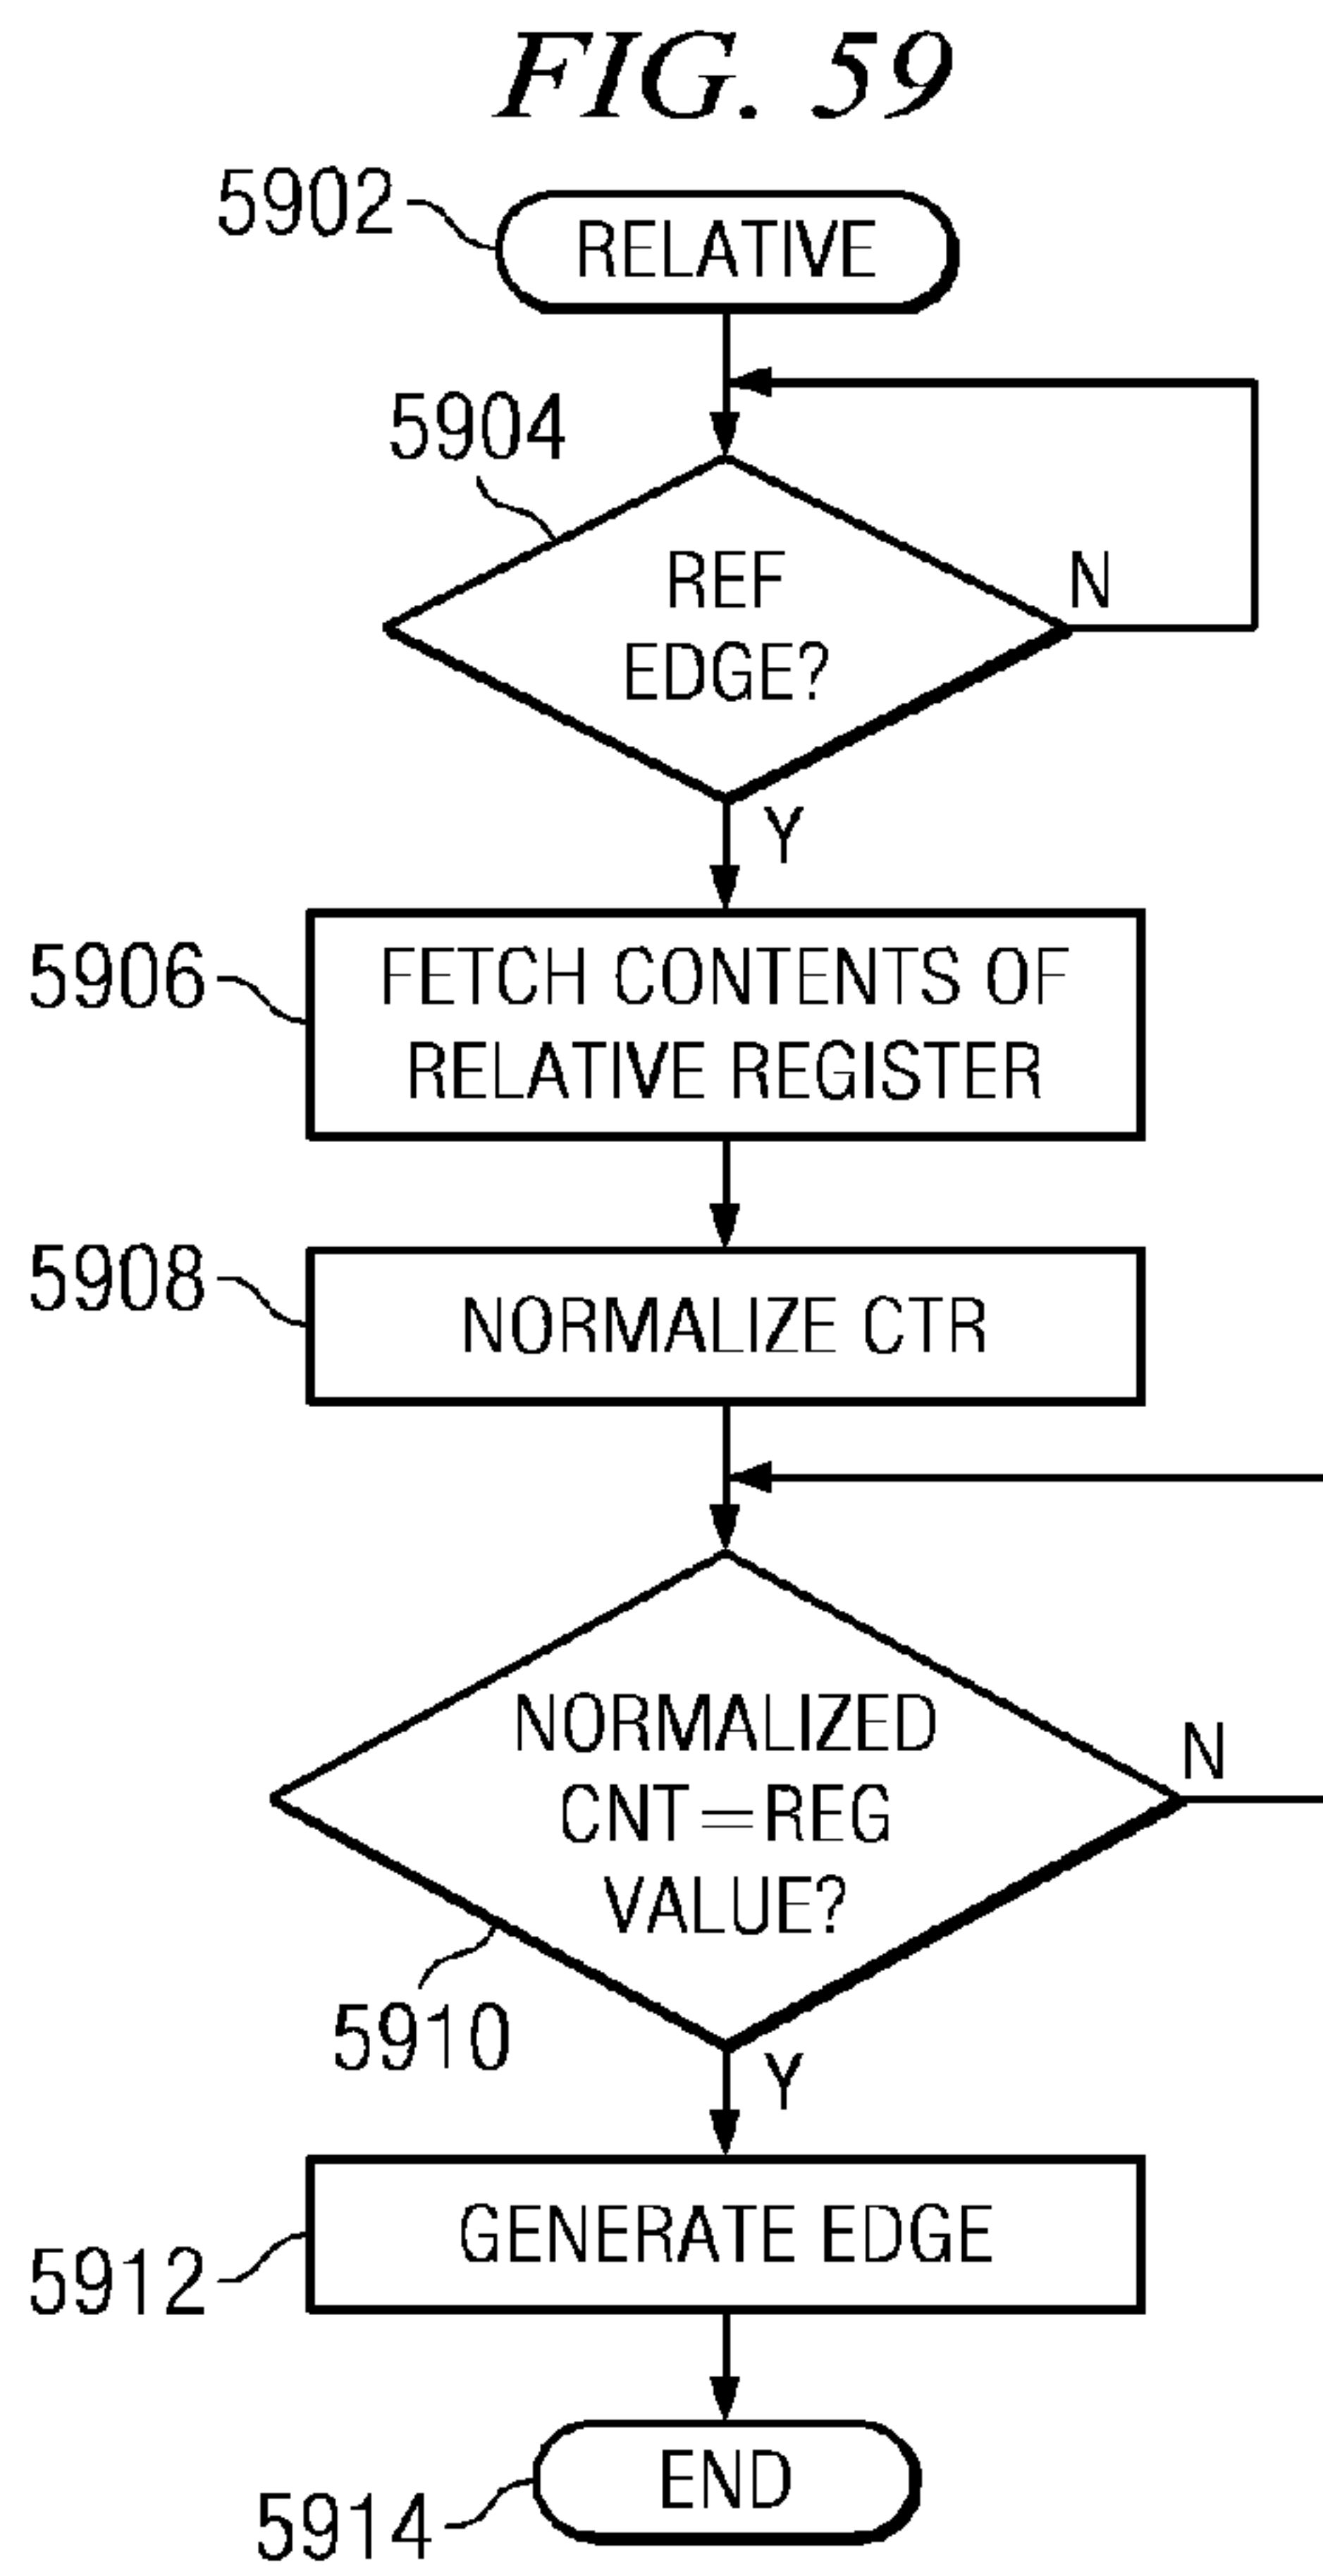 FIG. 59
5902
RELATIVE
5904
REF
EDGE?
N
Y
5906
FETCH CONTENTS OF
RELATIVE REGISTER
5908
NORMALIZE CTR
NORMALIZED
CNT=REG
VALUE?
N
5910
Y
GENERATE EDGE
5912
END
5914